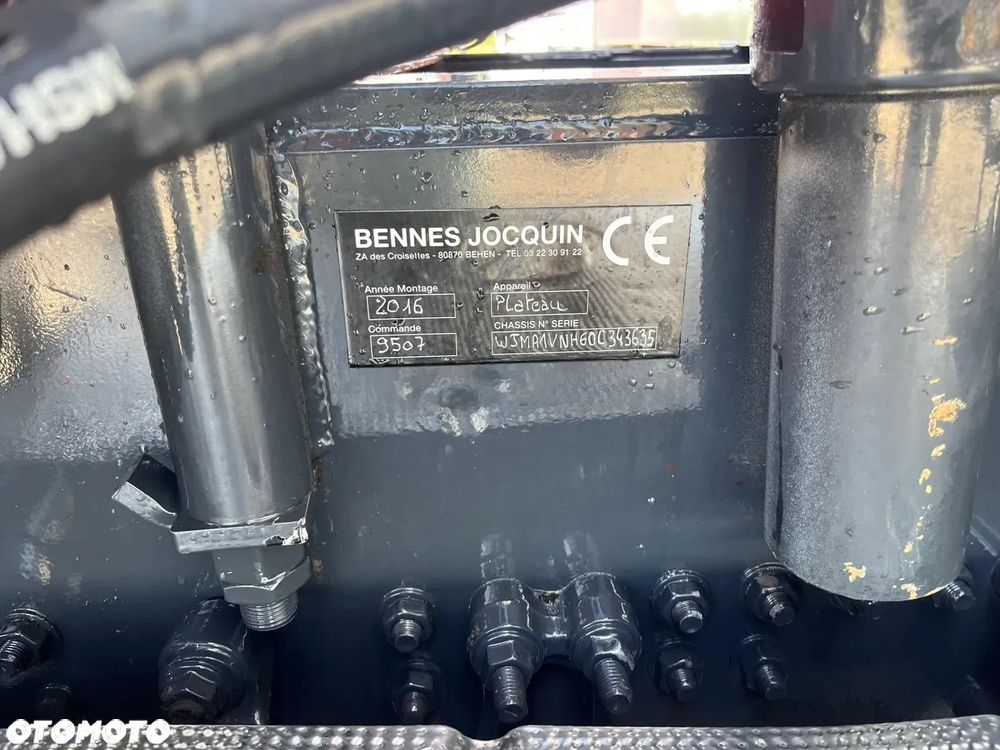 BENNES JOCQUIN CE
ZA des Croisettes - 80870 BEHEN - TEL 03 22 30 91 22
Année Montage
2016
Appareil
Plateau
Commande
9507
CHASSIS N° SERIE
WJMA1VNH60C343635
OTOMOTO